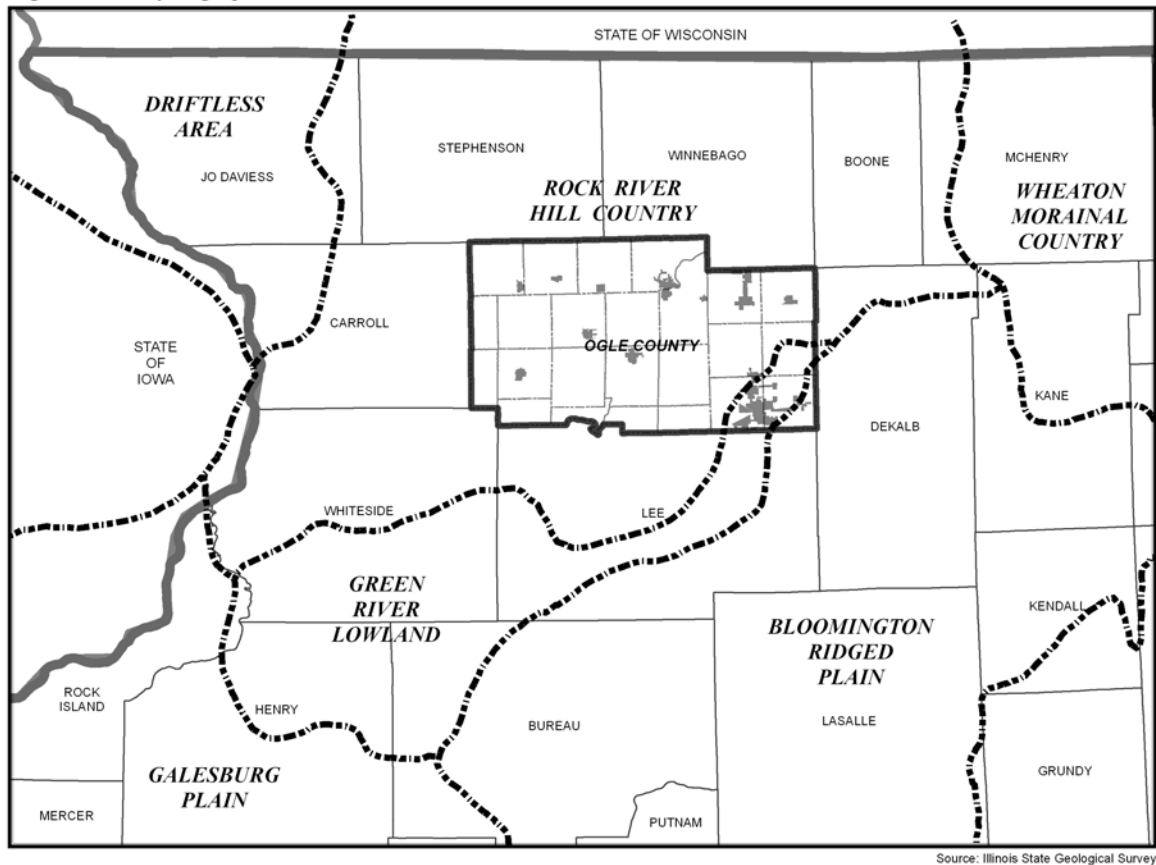 STATE OF WISCONSIN
DRIFTLESS
AREA
JO DAVIESS
STEPHENSON
WINNEBAGO
BOONE
MCHENRY
ROCK RIVER
HILL COUNTRY
WHEATON
MORAINAL
COUNTRY
CARROLL
STATE
OF
IOWA
OGLE COUNTY
KANE
DEKALB
WHITESIDE
LEE
GREEN
RIVER
LOWLAND
KENDALL
BLOOMINGTON
RIDGED
PLAIN
ROCK
ISLAND
HENRY
BUREAU
LASALLE
GALESBURG
PLAIN
GRUNDY
MERCER
PUTNAM
Source: Illinois State Geological Survey